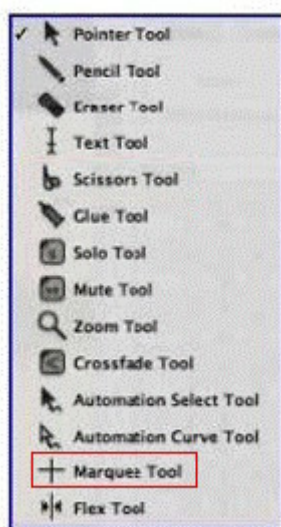 Pointer Tool
Pencil Tool
Eraser Tool
Text Tool
Scissors Tool
Glue Tool
Solo Tool
Mute Tool
Zoom Tool
Crossfade Tool
Automation Select Tool
Automation Curve Tool
Marquee Tool
Flex Tool